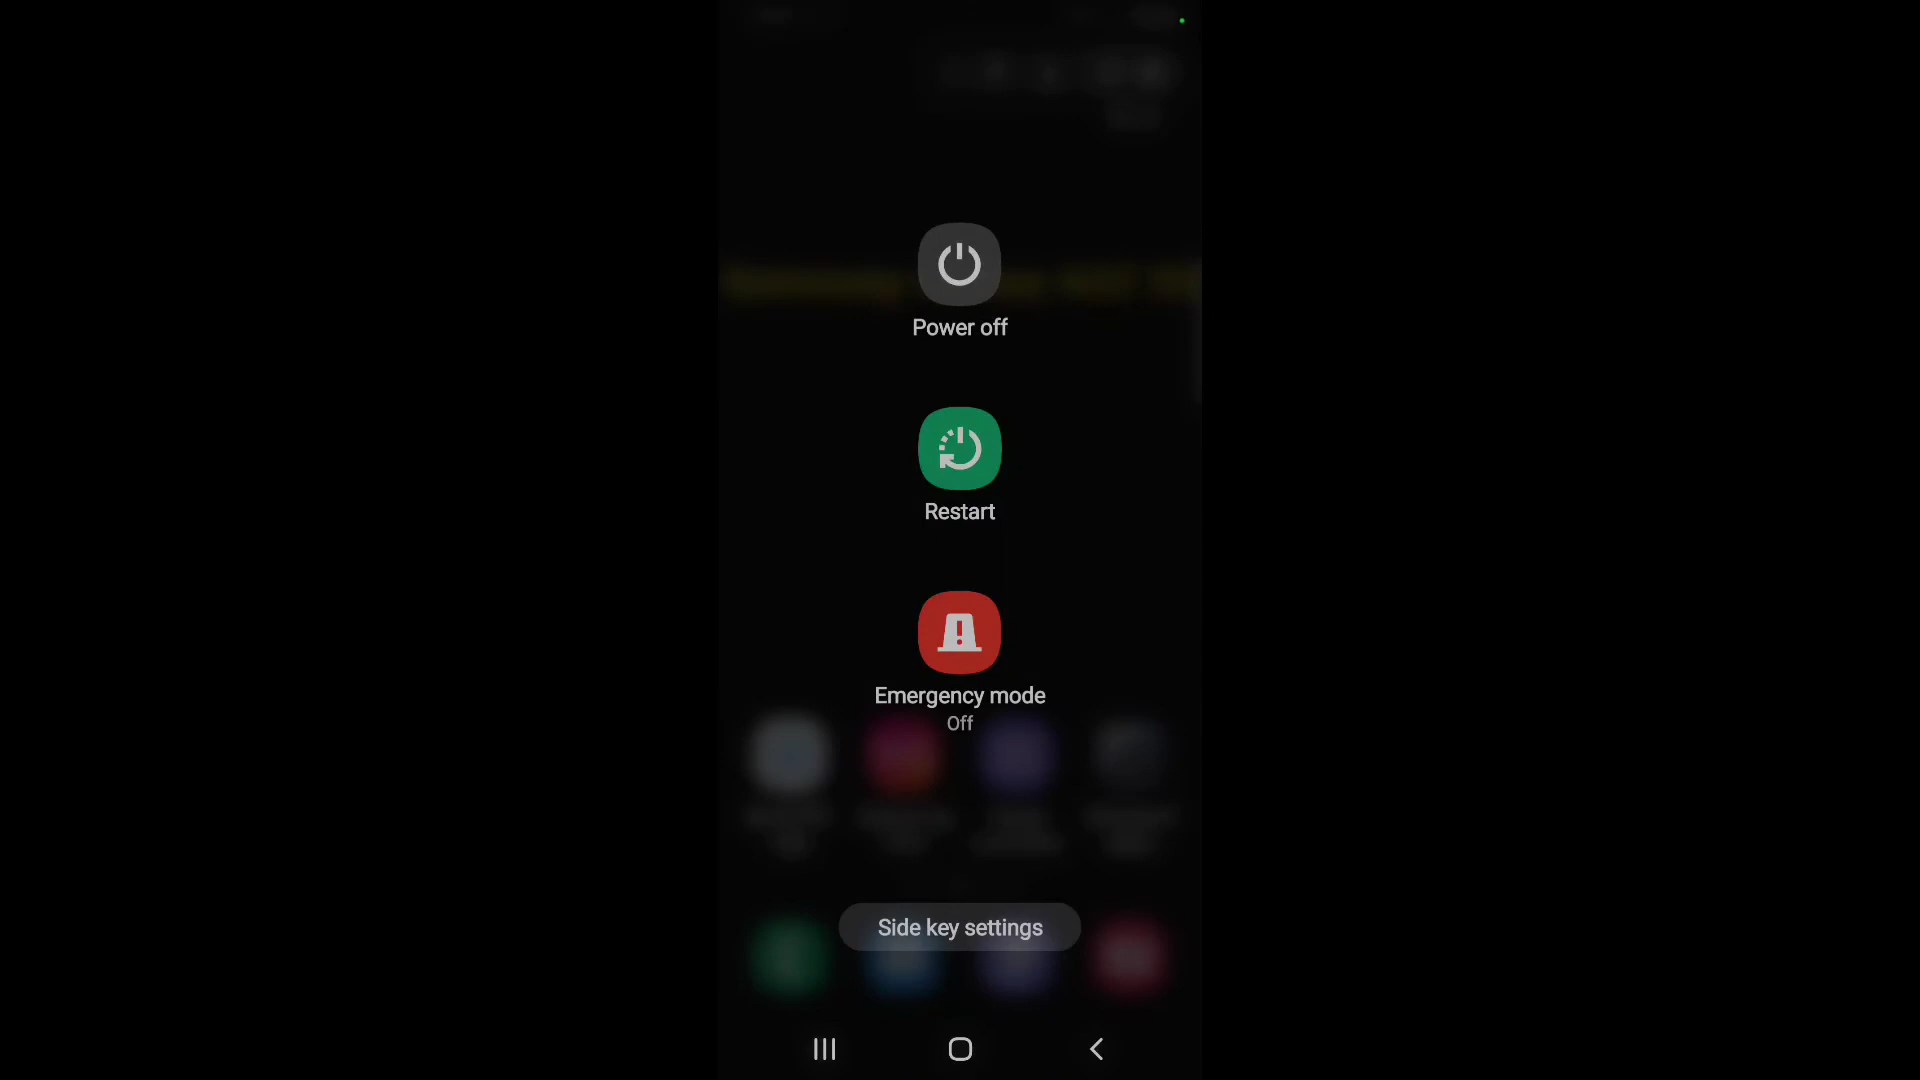 Power off
Restart
Emergency mode
Off
Side key settings